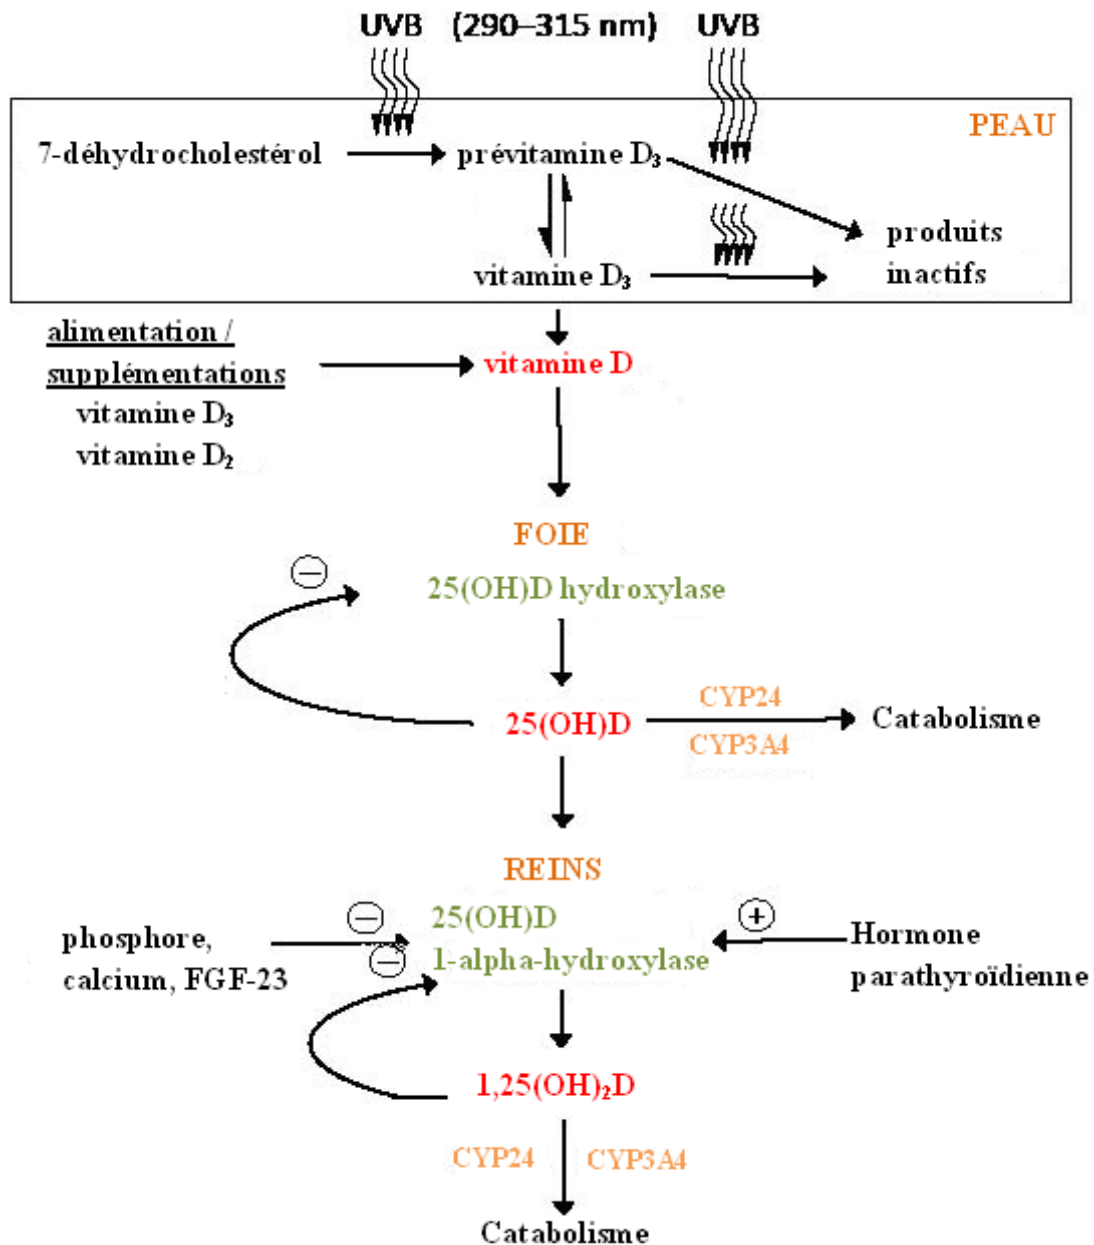 UVB (290–315 nm) UVB
PEAU
7-déhydrocholestérol
prévitamine D₃
produits
inactifs
vitamine D₃
alimentation /
supplémentations
vitamine D₃
vitamine D₂
vitamine D
FOIE
25(OH)D hydroxylase
25(OH)D
CYP24
CYP3A4
Catabolisme
REINS
25(OH)D
1-alpha-hydroxylase
phosphore,
calcium, FGF-23
Hormone
parathyroïdienne
1,25(OH)₂D
CYP24 CYP3A4
Catabolisme